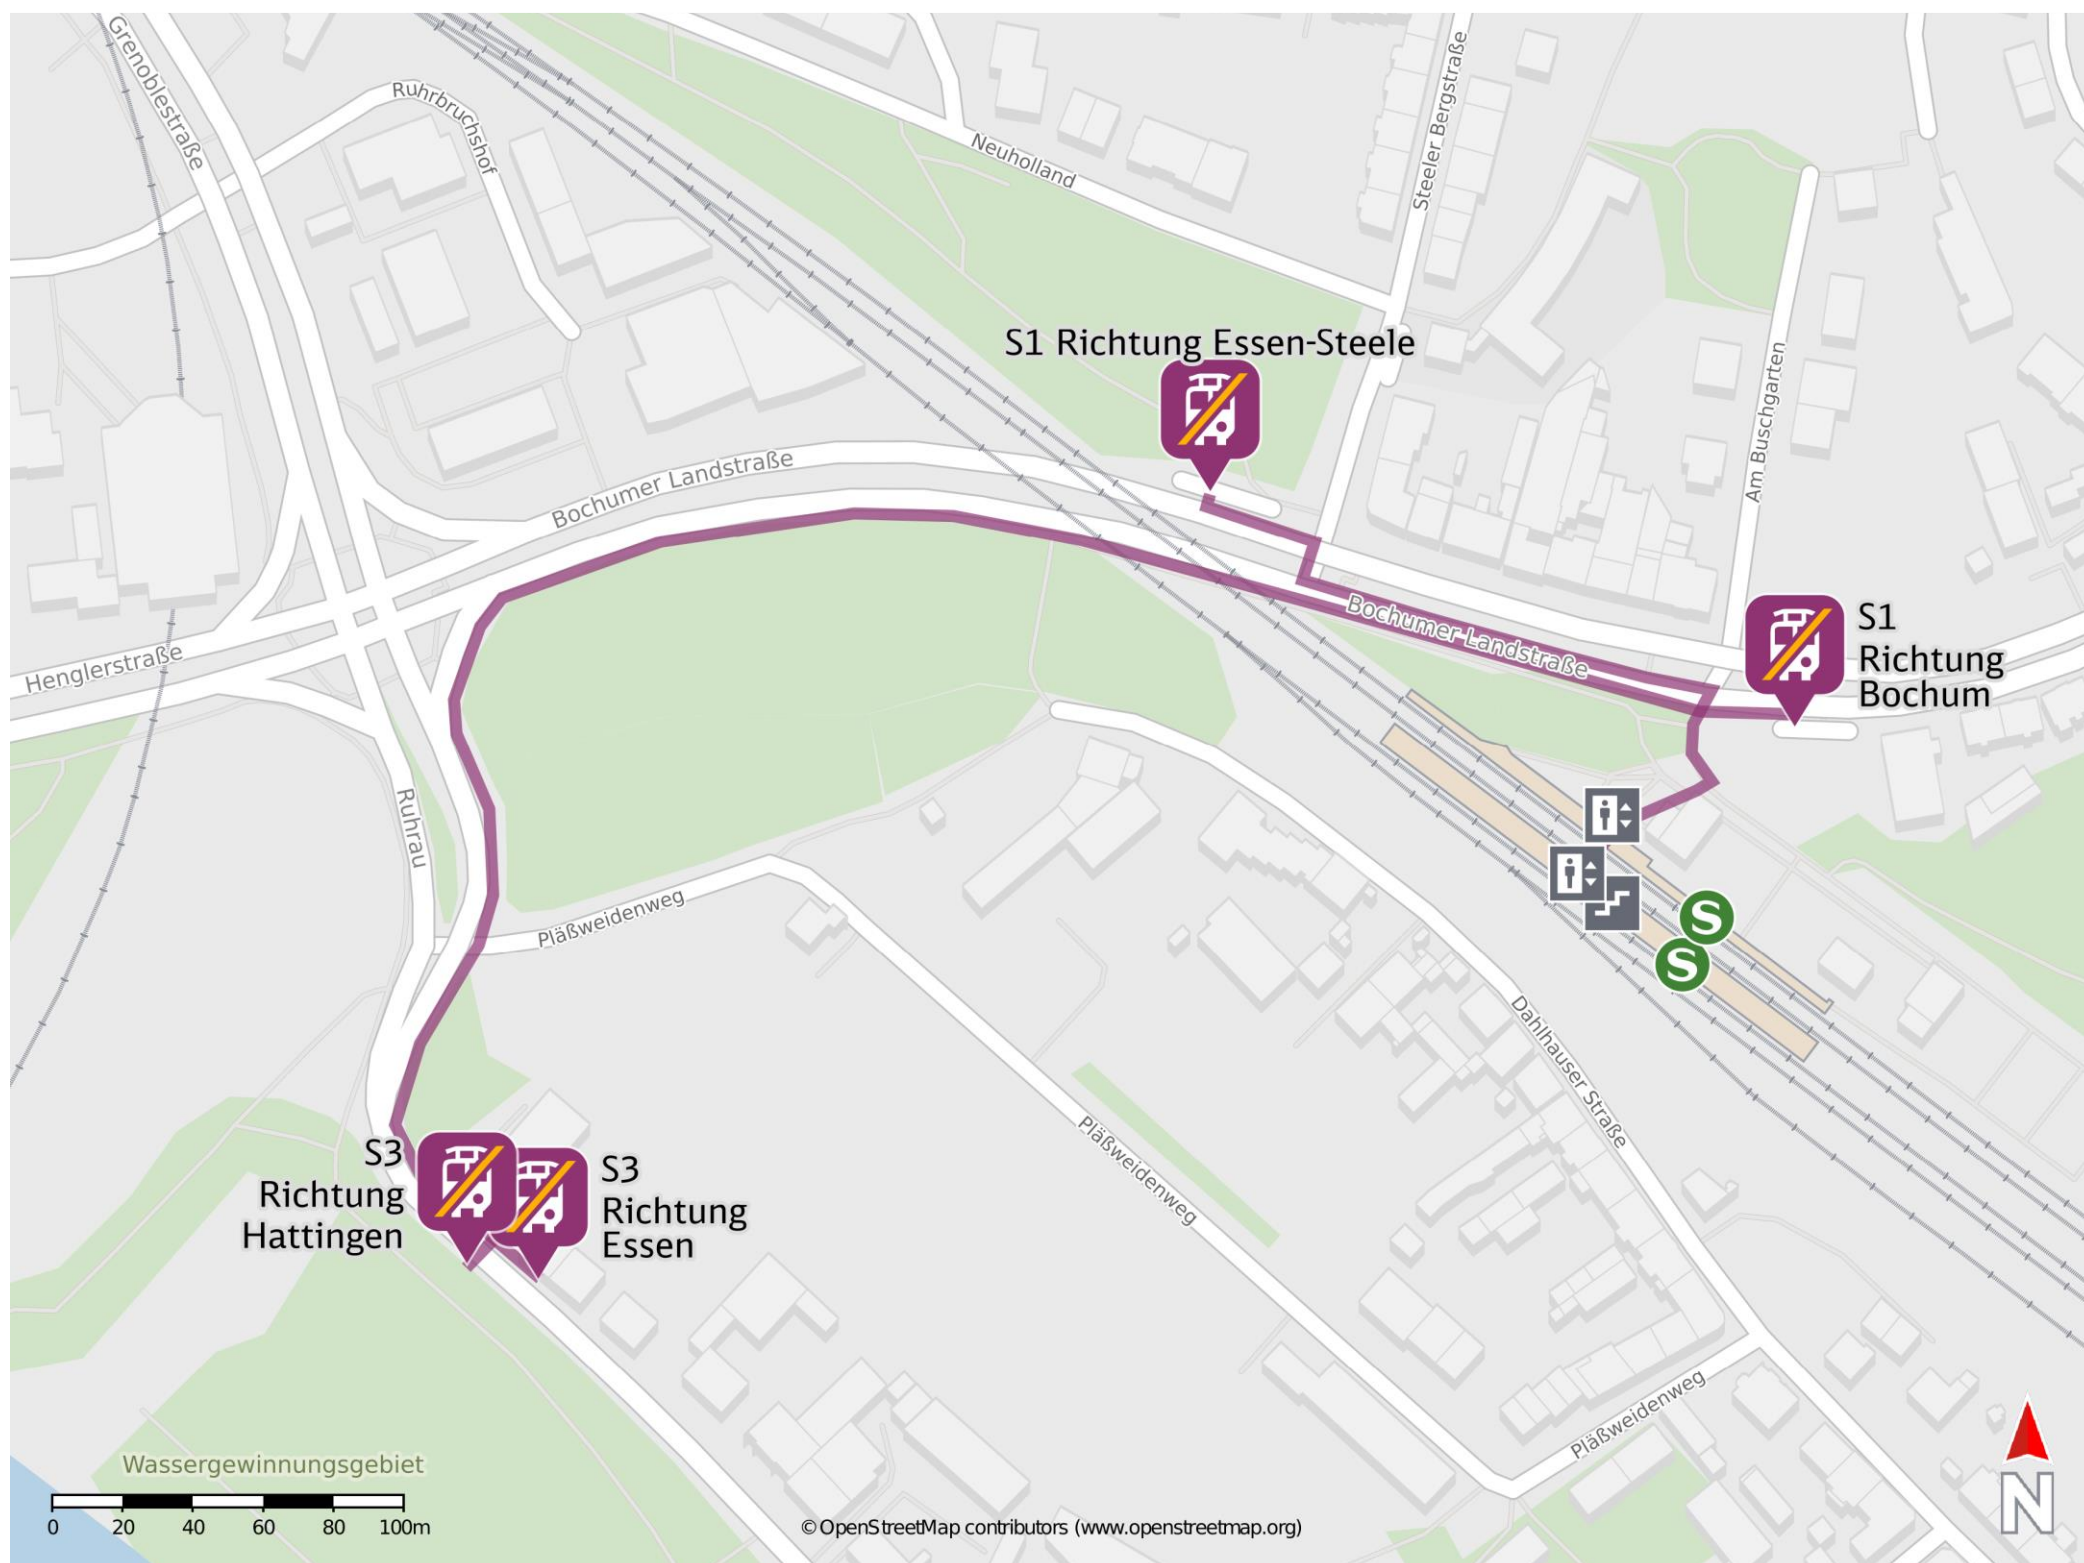 Grenoblestraße
Ruhrbruchshof
Neuholland
Steeler Bergstraße
S1 Richtung Essen-Steele
Am Buschgarten
Bochumer Landstraße
Bochumer Landstraße
S1
Richtung
Bochum
Henglerstraße
Ruhrau
Pläßweidenweg
S
S
Dahlhauser Straße
S3
Richtung
Hattingen
S3
Richtung
Essen
Pläßweidenweg
Pläßweidenweg
Wassergewinnungsgebiet
0 20 40 60 80 100m
© OpenStreetMap contributors (www.openstreetmap.org)
N